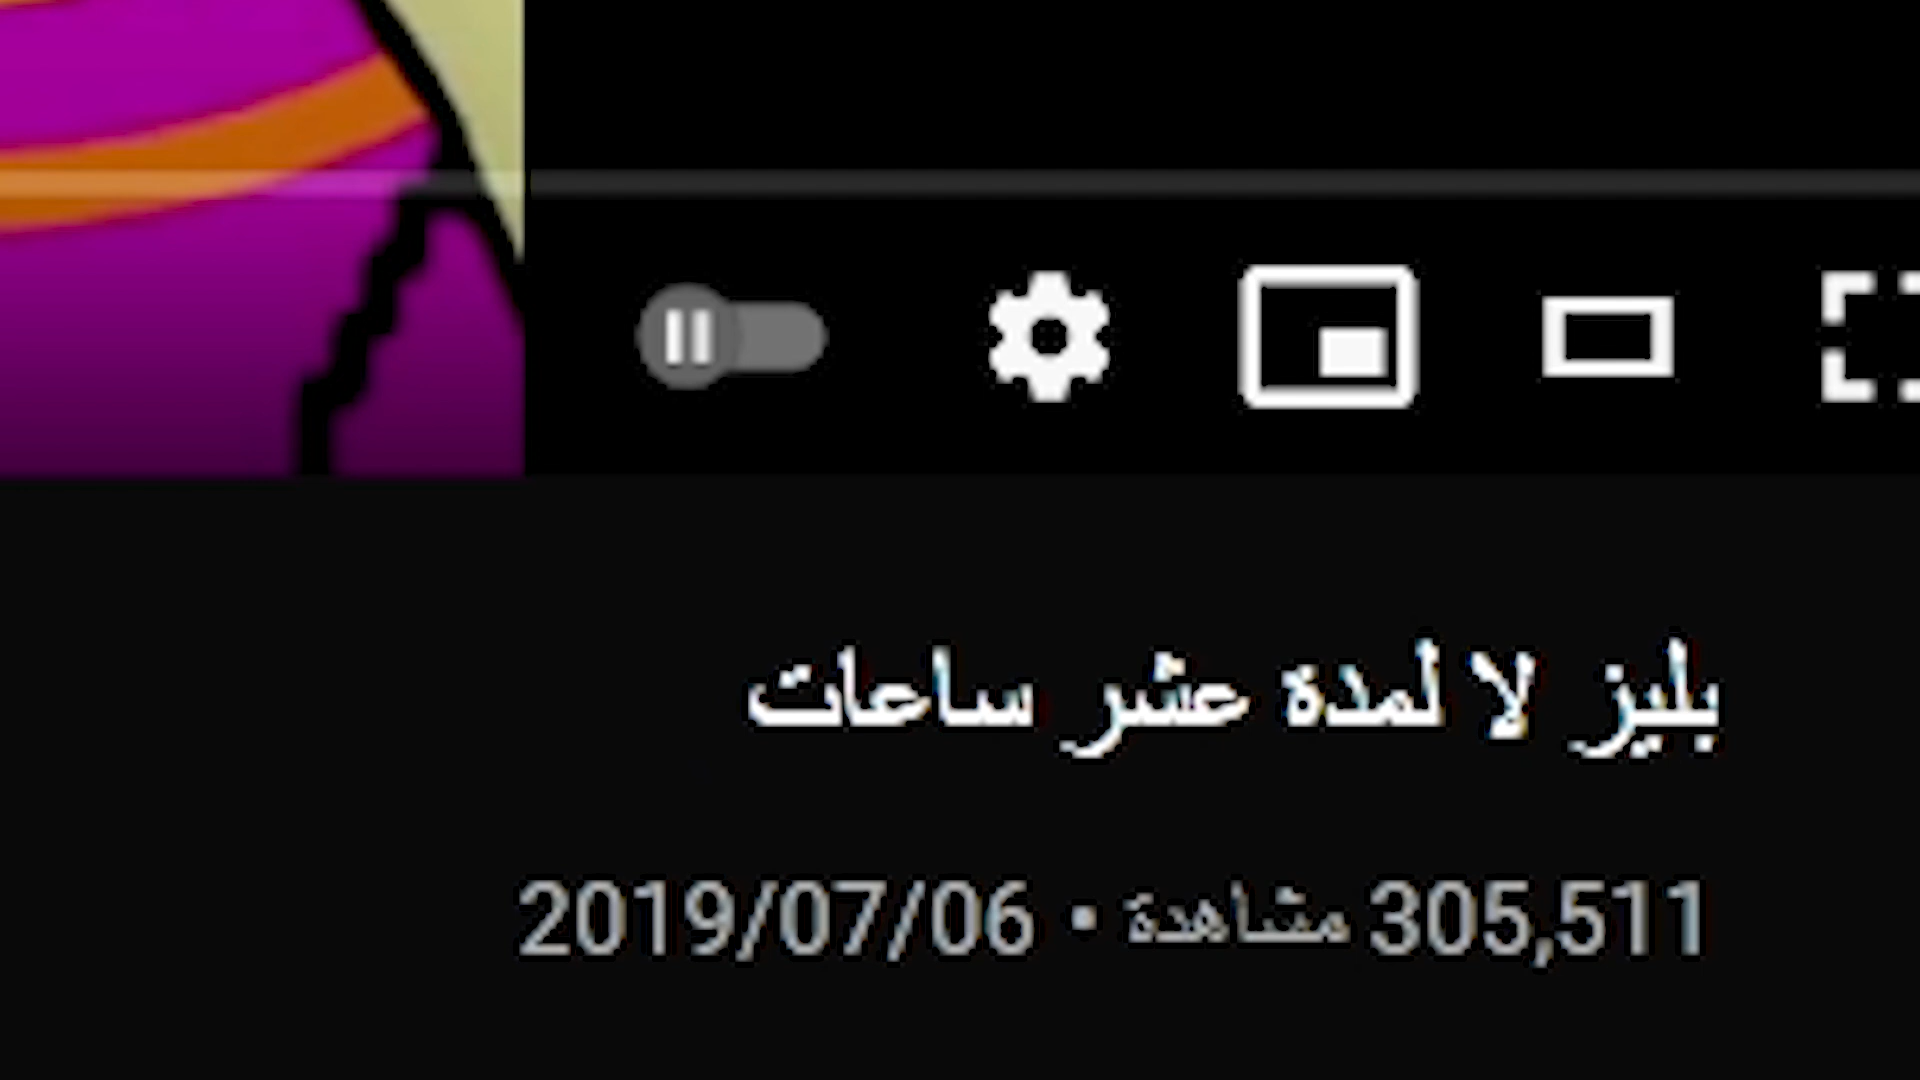 بليز لا لمدة عشر ساعات
305,511 مشاهدة • 2019/07/06